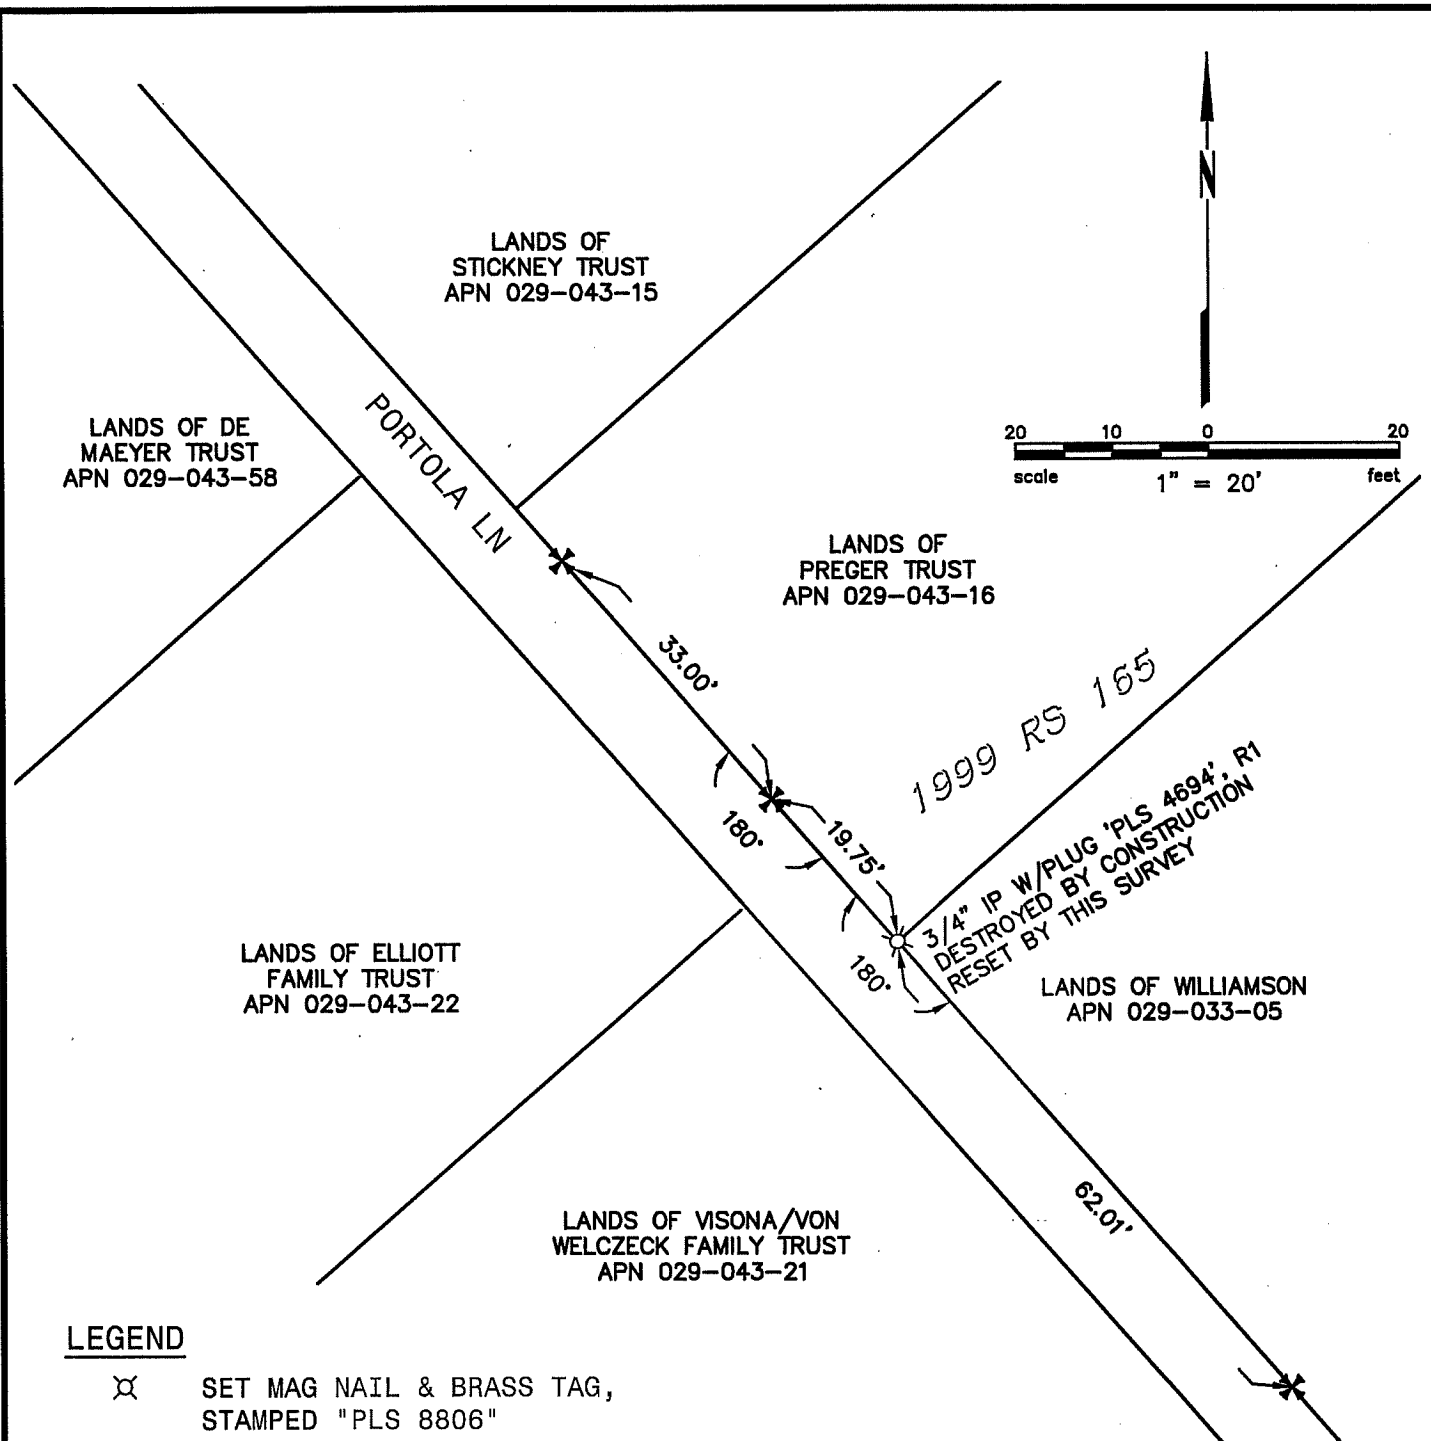 N
LANDS OF
STICKNEY TRUST
APN 029-043-15
LANDS OF DE
MAEYER TRUST
APN 029-043-58
PORTOLA LN
20 10 0 20
scale 1" = 20' feet
LANDS OF
PREGER TRUST
APN 029-043-16
33.00'
1999 RS 165
180°
19.75'
3/4" IP W/PLUG 'PLS 4694', R1
DESTROYED BY CONSTRUCTION
RESET BY THIS SURVEY
180°
LANDS OF ELLIOTT
FAMILY TRUST
APN 029-043-22
LANDS OF WILLIAMSON
APN 029-033-05
62.01'
LANDS OF VISONA/VON
WELCZECK FAMILY TRUST
APN 029-043-21
LEGEND
SET MAG NAIL & BRASS TAG,
STAMPED "PLS 8806"